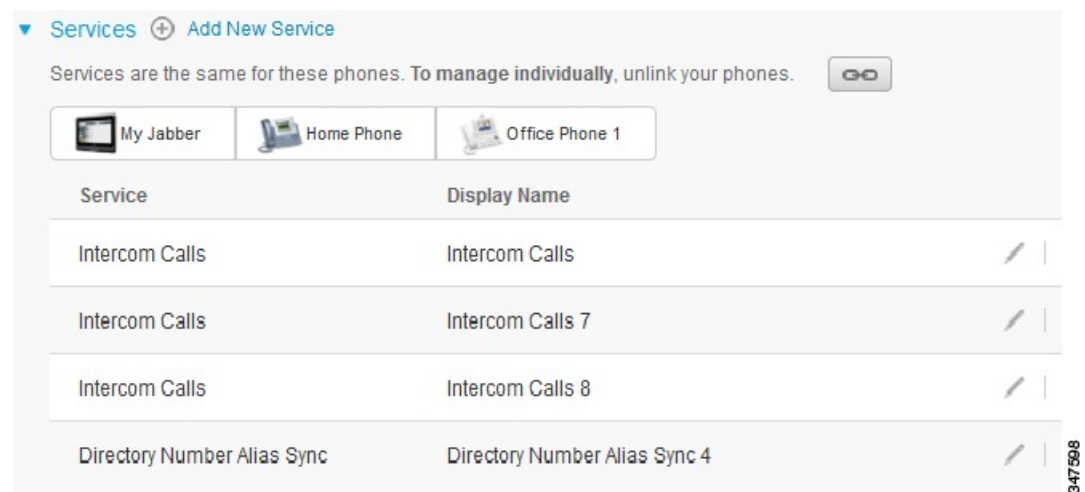 Services Add New Service
Services are the same for these phones. To manage individually, unlink your phones.
My Jabber Home Phone Office Phone 1
Service Display Name
Intercom Calls Intercom Calls
Intercom Calls Intercom Calls 7
Intercom Calls Intercom Calls 8
Directory Number Alias Sync Directory Number Alias Sync 4
347598